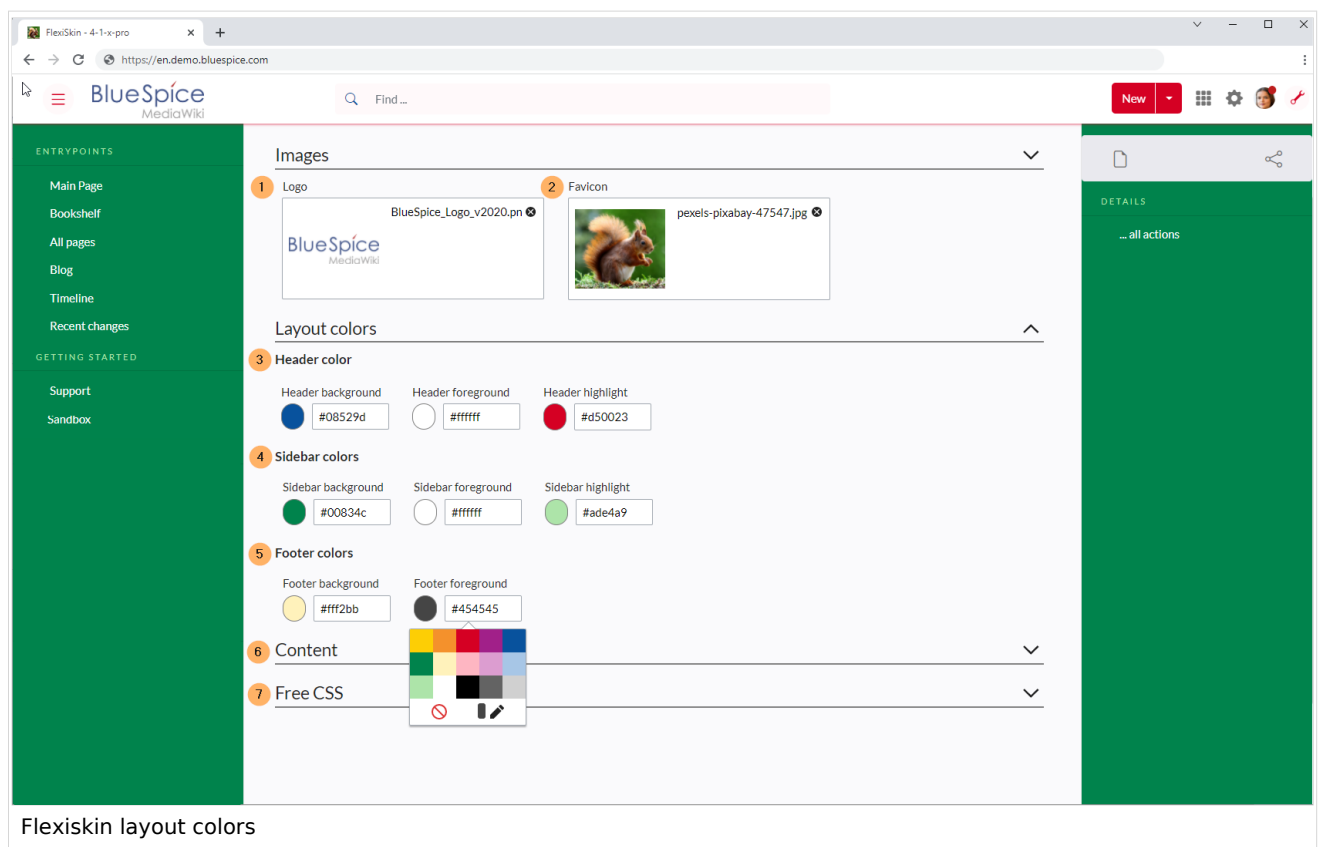 FlexiSkin - 4-1-x-pro
https://en.demo.bluespice.com
BlueSpice
MediaWiki
Find ...
New
ENTRYPOINTS
Main Page
Bookshelf
All pages
Blog
Timeline
Recent changes
GETTING STARTED
Support
Sandbox
Images
1 Logo 2 Favicon
BlueSpice_Logo_v2020.pn pexels-pixabay-47547.jpg
BlueSpice
MediaWiki
Layout colors
3 Header color
Header background Header foreground Header highlight
#08529d #ffffff #d50023
4 Sidebar colors
Sidebar background Sidebar foreground Sidebar highlight
#00834c #ffffff #ade4a9
5 Footer colors
Footer background Footer foreground
#fff2bb #454545
6 Content
7 Free CSS
DETAILS
... all actions
Flexiskin layout colors